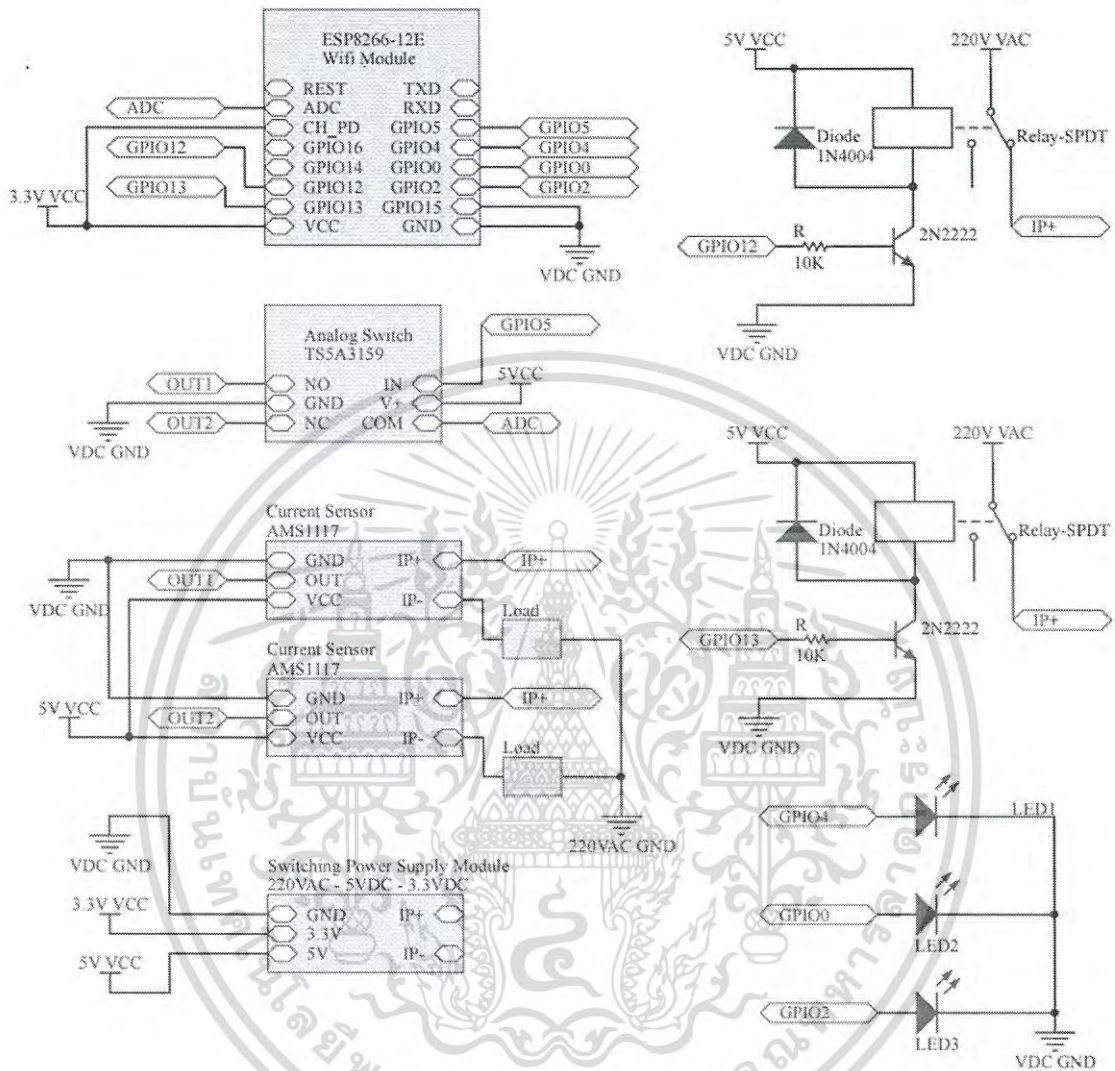 ESP8266-12E
Wifi Module
REST
ADC
CH_PD
GPIO16
GPIO14
GPIO12
GPIO13
VCC
TXD
RXD
GPIO5
GPIO4
GPIO0
GPIO2
GPIO15
GND
ADC
GPIO12
GPIO13
3.3V VCC
GPIO5
GPIO4
GPIO0
GPIO2
VDC GND
5V VCC
220V VAC
Diode
1N4004
Relay-SPDT
IP+
GPIO12
R
10K
2N2222
VDC GND
Analog Switch
TS5A3159
NO
GND
NC
IN
V+
COM
OUT1
OUT2
VDC GND
GPIO5
5VCC
ADC
5V VCC
220V VAC
Diode
1N4004
Relay-SPDT
IP+
GPIO13
R
10K
2N2222
VDC GND
Current Sensor
AMS1117
GND
OUT
VCC
IP+
IP-
VDC GND
OUT1
IP+
Load
Current Sensor
AMS1117
GND
OUT
VCC
IP+
IP-
5V VCC
OUT2
IP+
Load
220VAC GND
VDC GND
Switching Power Supply Module
220VAC - 5VDC - 3.3VDC
GND
3.3V
5V
IP+
IP-
3.3V VCC
5V VCC
GPIO4
LED1
GPIO0
LED2
GPIO2
LED3
VDC GND